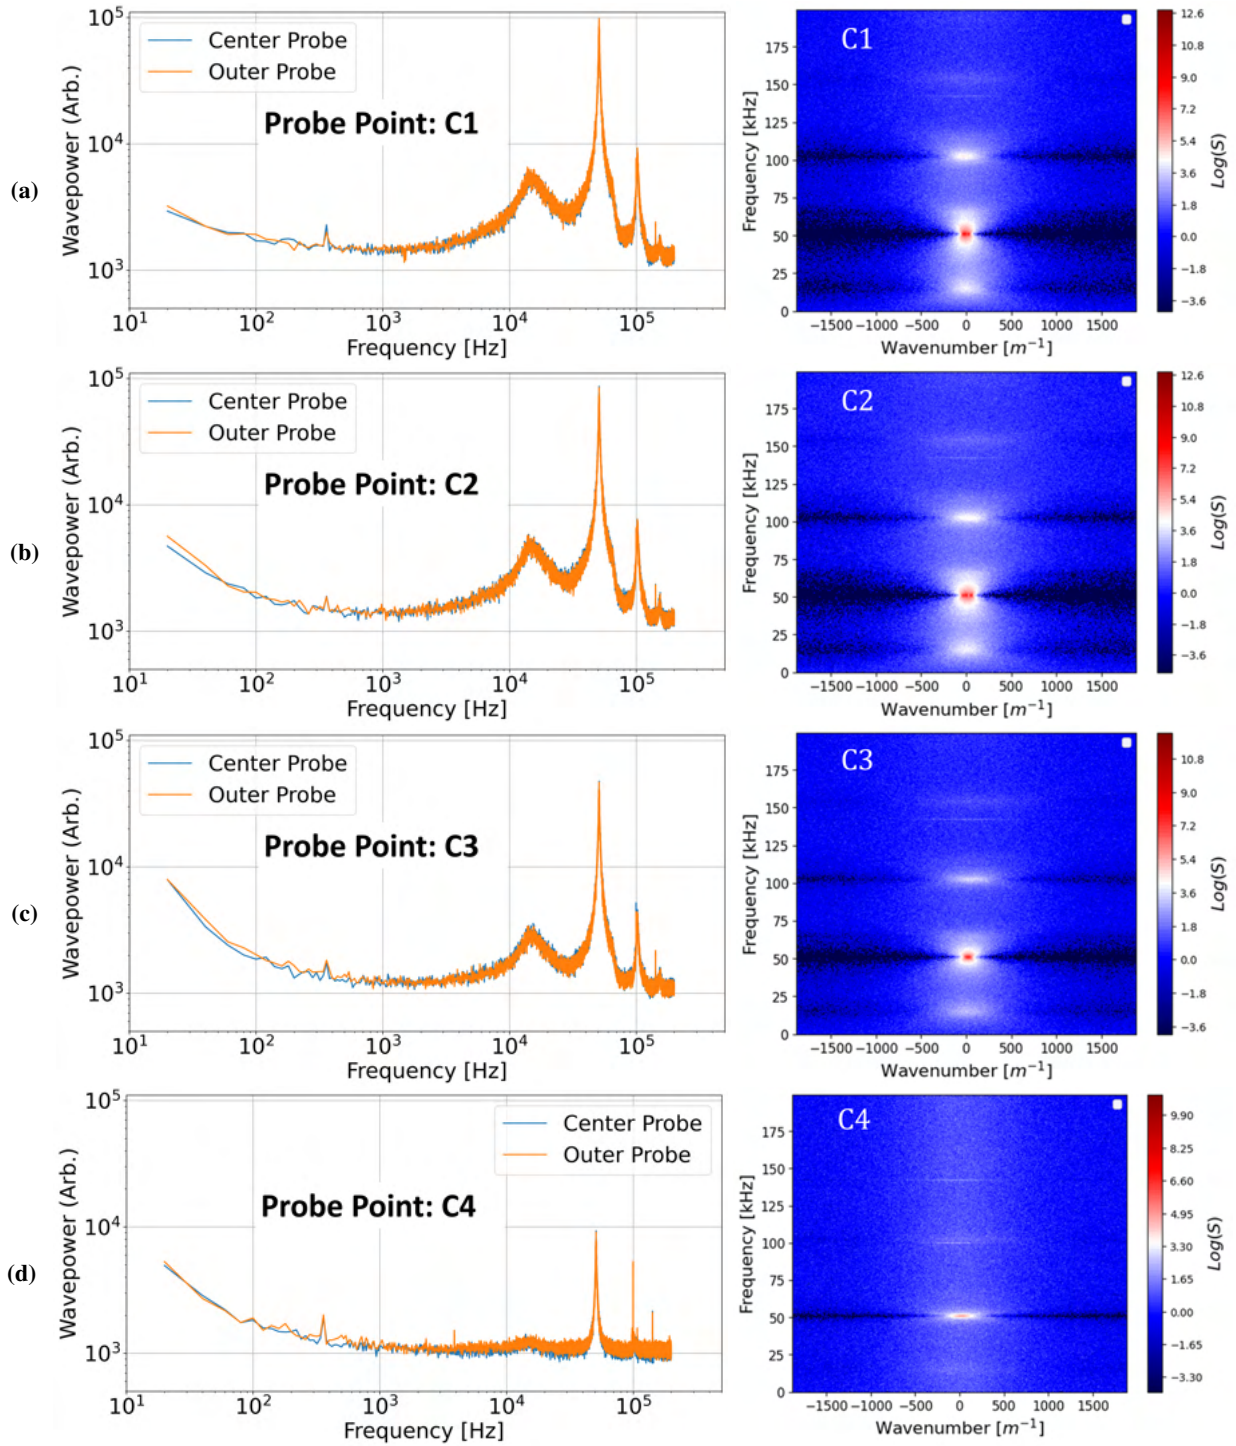 (a)
Wavepower (Arb.)
10^5
10^4
10^3
Center Probe
Outer Probe
Probe Point: C1
10^1 10^2 10^3 10^4 10^5
Frequency [Hz]
Frequency [kHz]
175
150
125
100
75
50
25
0
C1
−1500 −1000 −500 0 500 1000 1500
Wavenumber [m^{-1}]
12.6
10.8
9.0
7.2
5.4
3.6
1.8
0.0
−1.8
−3.6
Log(S)
(b)
Wavepower (Arb.)
10^5
10^4
10^3
Center Probe
Outer Probe
Probe Point: C2
10^1 10^2 10^3 10^4 10^5
Frequency [Hz]
Frequency [kHz]
175
150
125
100
75
50
25
0
C2
−1500 −1000 −500 0 500 1000 1500
Wavenumber [m^{-1}]
12.6
10.8
9.0
7.2
5.4
3.6
1.8
0.0
−1.8
−3.6
Log(S)
(c)
Wavepower (Arb.)
10^5
10^4
10^3
Center Probe
Outer Probe
Probe Point: C3
10^1 10^2 10^3 10^4 10^5
Frequency [Hz]
Frequency [kHz]
175
150
125
100
75
50
25
0
C3
−1500 −1000 −500 0 500 1000 1500
Wavenumber [m^{-1}]
10.8
9.0
7.2
5.4
3.6
1.8
0.0
−1.8
−3.6
Log(S)
(d)
Wavepower (Arb.)
10^5
10^4
10^3
Center Probe
Outer Probe
Probe Point: C4
10^1 10^2 10^3 10^4 10^5
Frequency [Hz]
Frequency [kHz]
175
150
125
100
75
50
25
0
C4
−1500 −1000 −500 0 500 1000 1500
Wavenumber [m^{-1}]
9.90
8.25
6.60
4.95
3.30
1.65
0.00
−1.65
−3.30
Log(S)